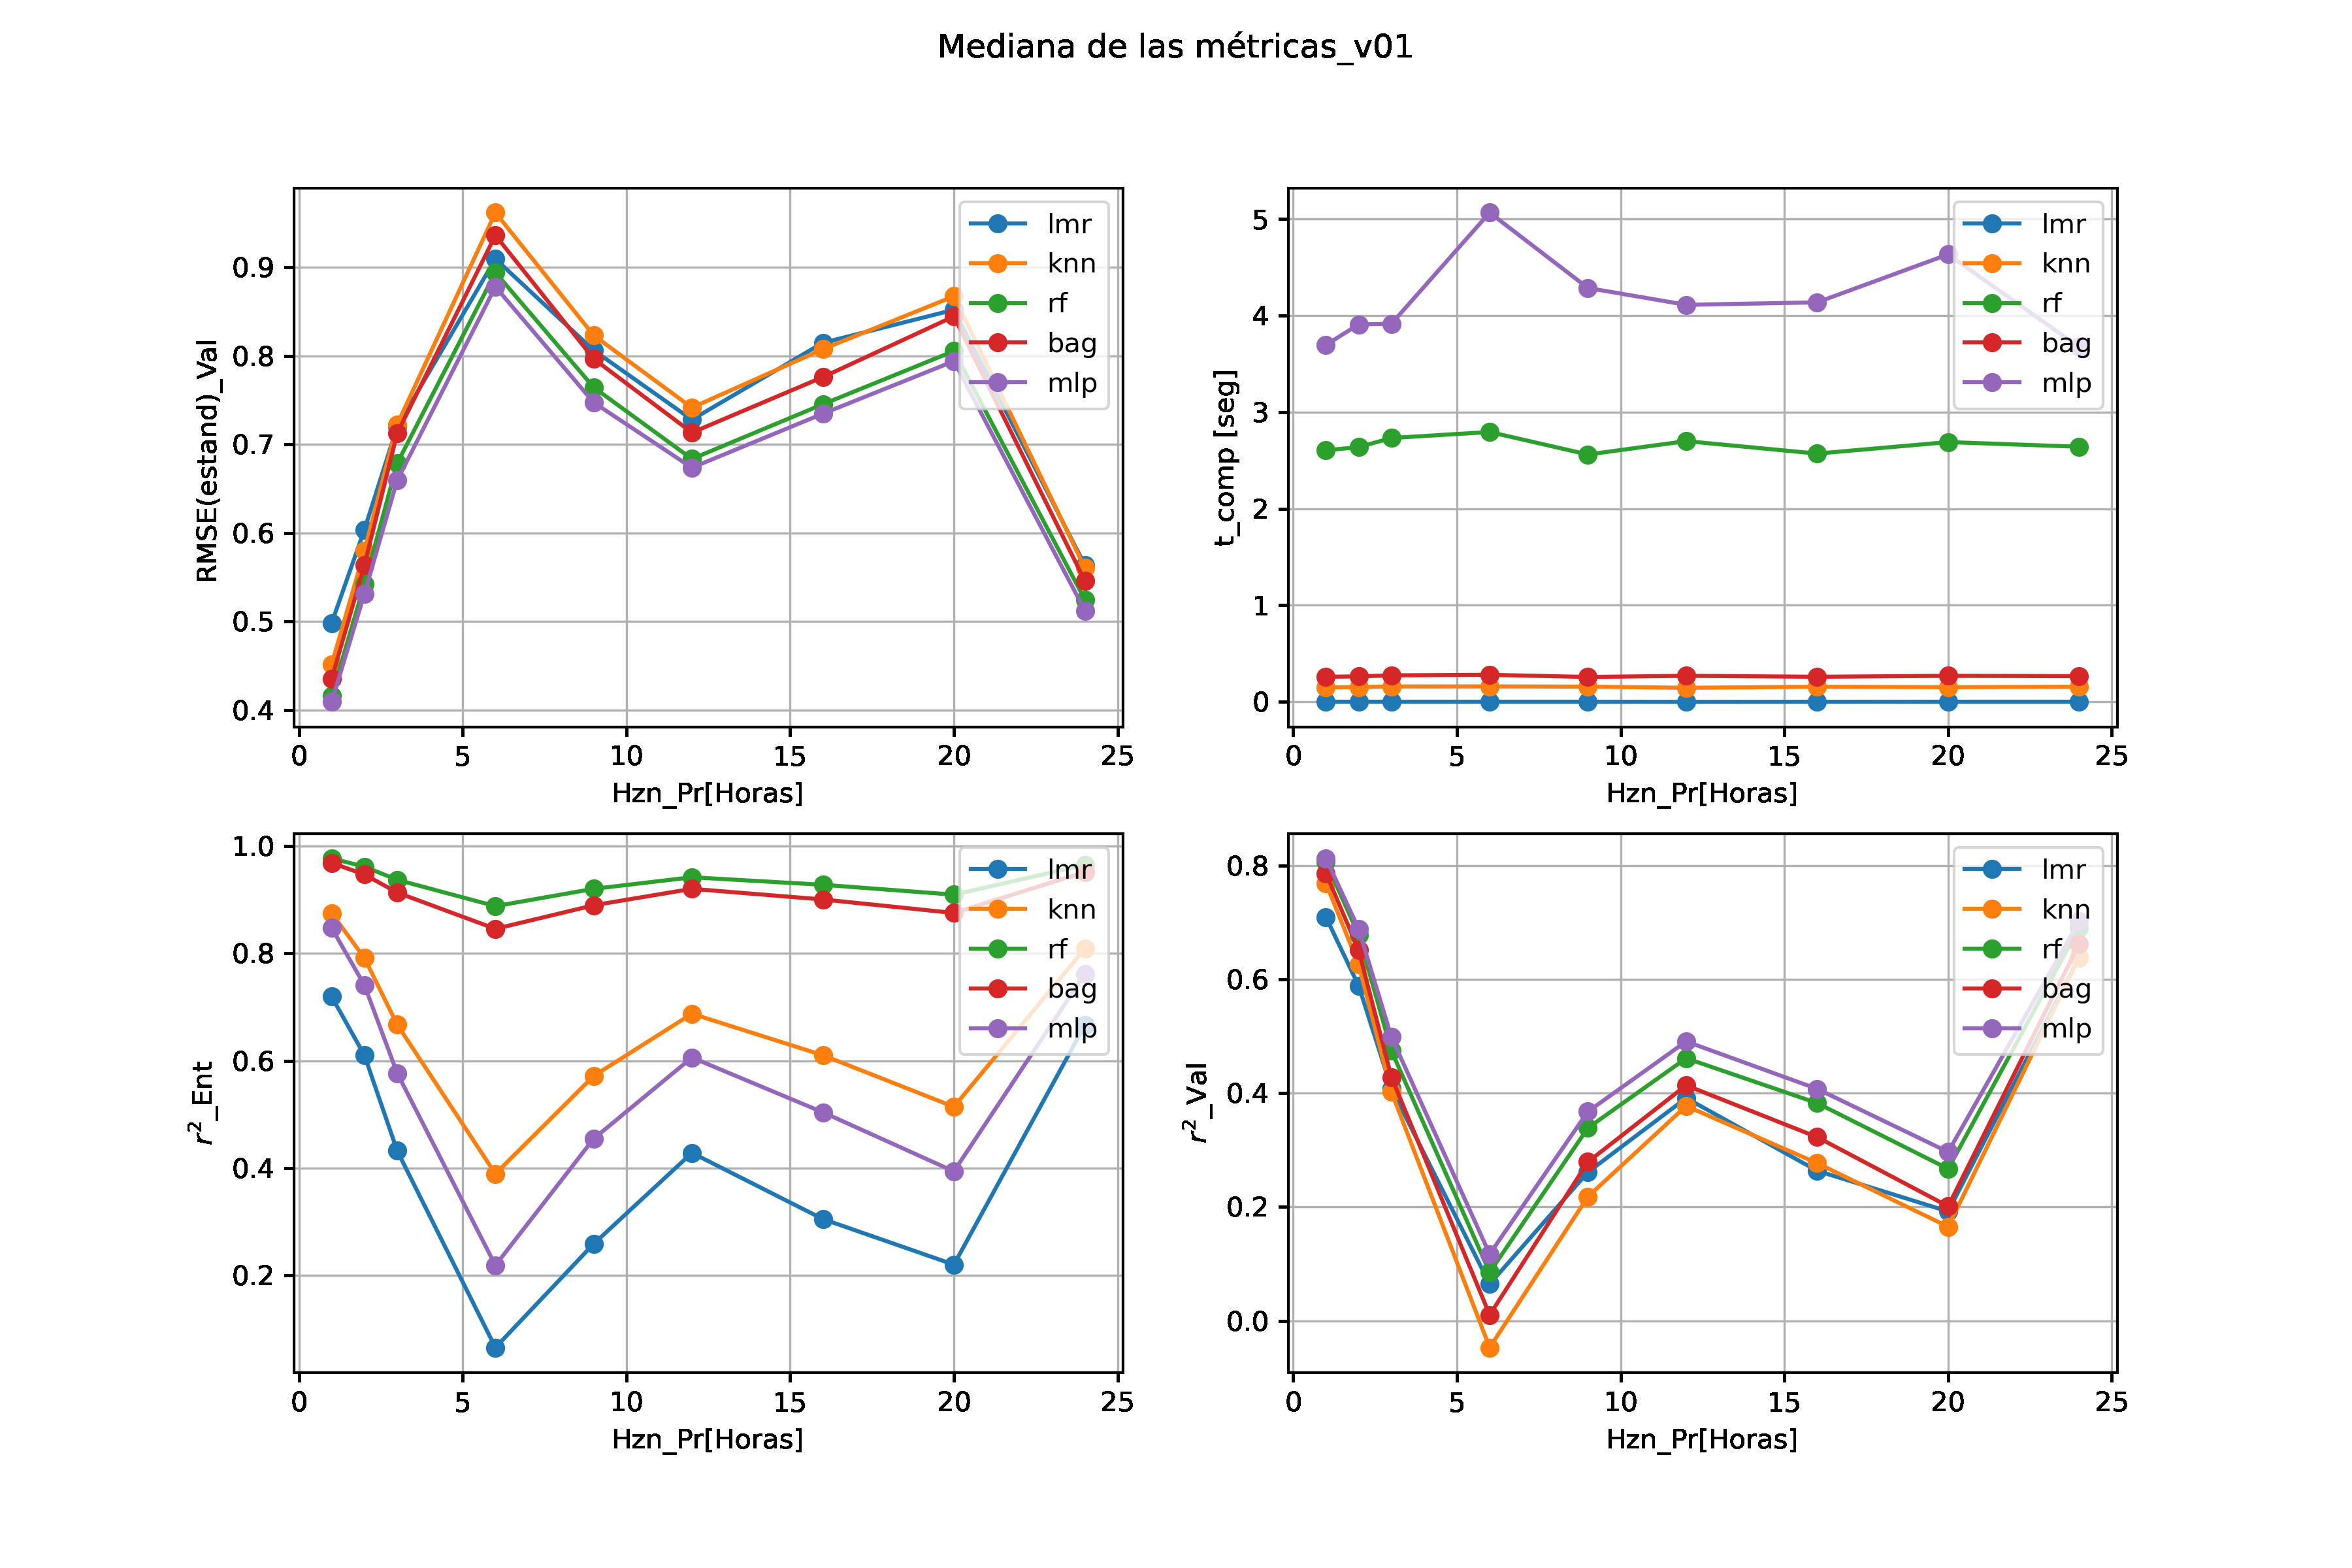 Mediana de las métricas_v01
RMSE(estand)_Val
0.9
0.8
0.7
0.6
0.5
0.4
0 5 10 15 20 25
Hzn_Pr[Horas]
lmr
knn
rf
bag
mlp
t_comp [seg]
5
4
3
2
1
0
0 5 10 15 20 25
Hzn_Pr[Horas]
lmr
knn
rf
bag
mlp
r²_Ent
1.0
0.8
0.6
0.4
0.2
0 5 10 15 20 25
Hzn_Pr[Horas]
lmr
knn
rf
bag
mlp
r²_Val
0.8
0.6
0.4
0.2
0.0
0 5 10 15 20 25
Hzn_Pr[Horas]
lmr
knn
rf
bag
mlp